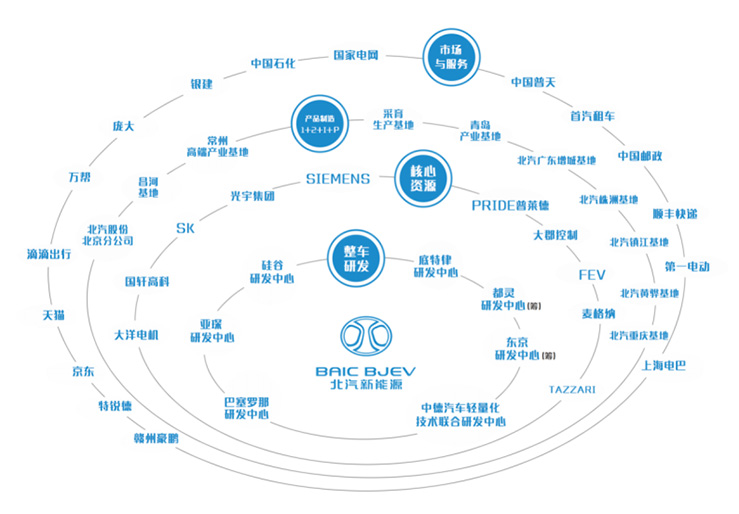 市场
与服务
国家电网
中国石化
银建
庞大
万帮
滴滴出行
天猫
京东
特锐德
赣州豪鹏
中国普天
首汽租车
中国邮政
顺丰快递
第一电动
上海电巴
产品制造
1+2+1+P
常州
高端产业基地
昌河
基地
北汽股份
北京分公司
采育
生产基地
青岛
产业基地
北汽广东增城基地
北汽株洲基地
北汽镇江基地
北汽黄骅基地
北汽重庆基地
核心
资源
SIEMENS
光宇集团
SK
国轩高科
大洋电机
PRIDE普莱德
大郡控制
FEV
麦格纳
TAZZARI
整车
研发
硅谷
研发中心
亚琛
研发中心
巴塞罗那
研发中心
底特律
研发中心
都灵
研发中心(筹)
东京
研发中心(筹)
中德汽车轻量化
技术联合研发中心
BAIC BJEV
北汽新能源